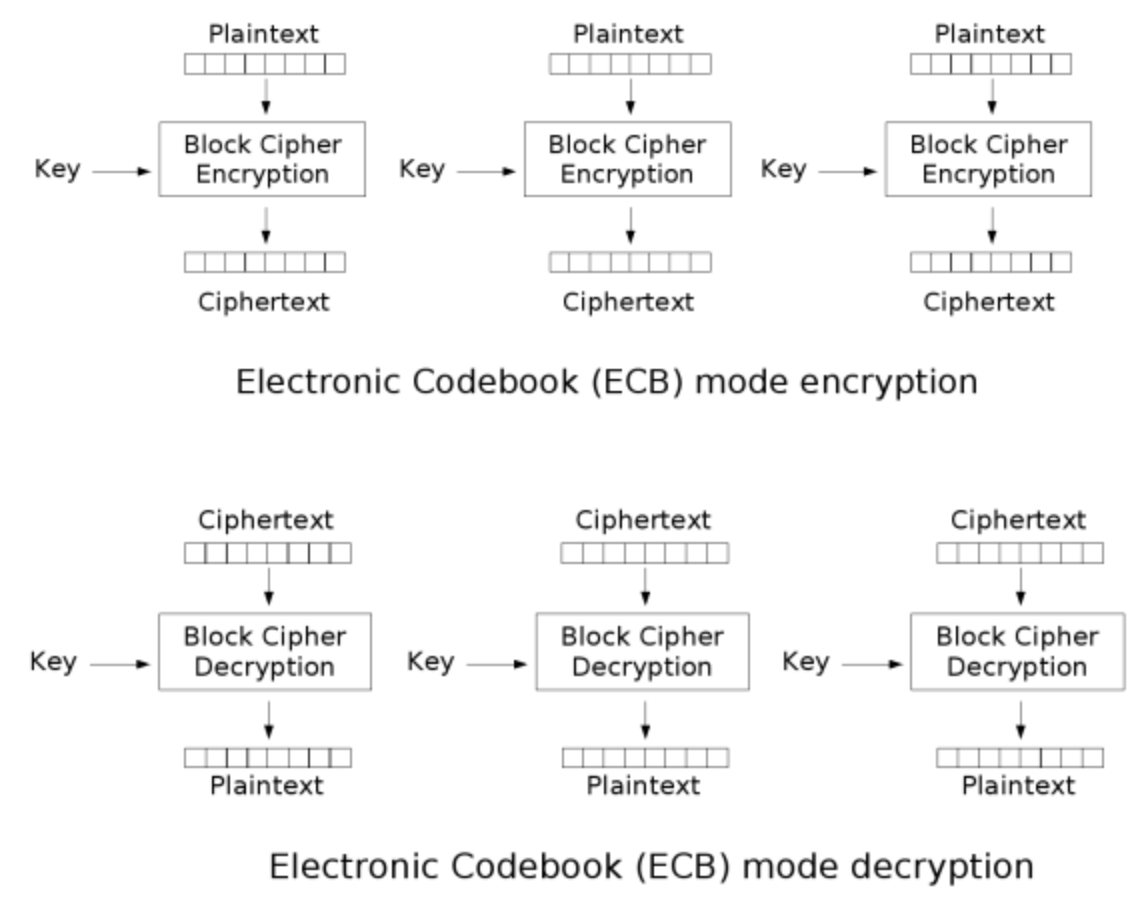 Plaintext Plaintext Plaintext
Block Cipher Block Cipher Block Cipher
Key Encryption Key Encryption Key Encryption
Ciphertext Ciphertext Ciphertext
Electronic Codebook (ECB) mode encryption
Ciphertext Ciphertext Ciphertext
Block Cipher Block Cipher Block Cipher
Key Decryption Key Decryption Key Decryption
Plaintext Plaintext Plaintext
Electronic Codebook (ECB) mode decryption